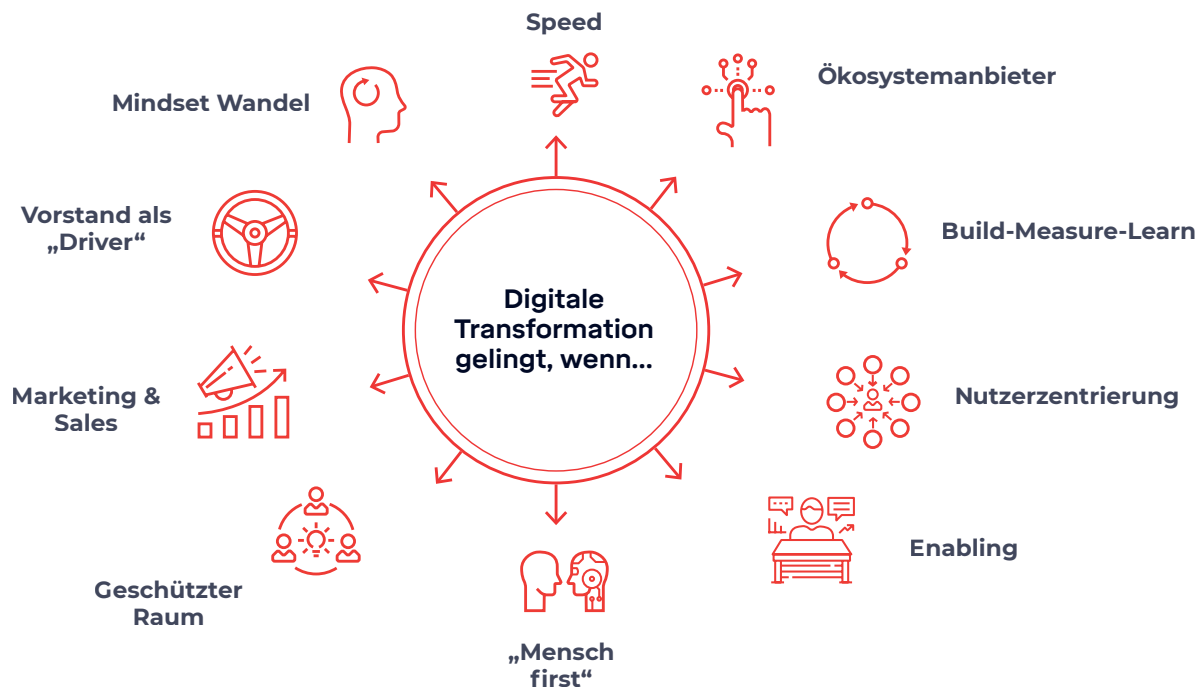 Speed
Ökosystemanbieter
Mindset Wandel
Vorstand als
„Driver“
Build-Measure-Learn
Digitale
Transformation
gelingt, wenn...
Marketing &
Sales
Nutzerzentrierung
Enabling
Geschützter
Raum
„Mensch
first“